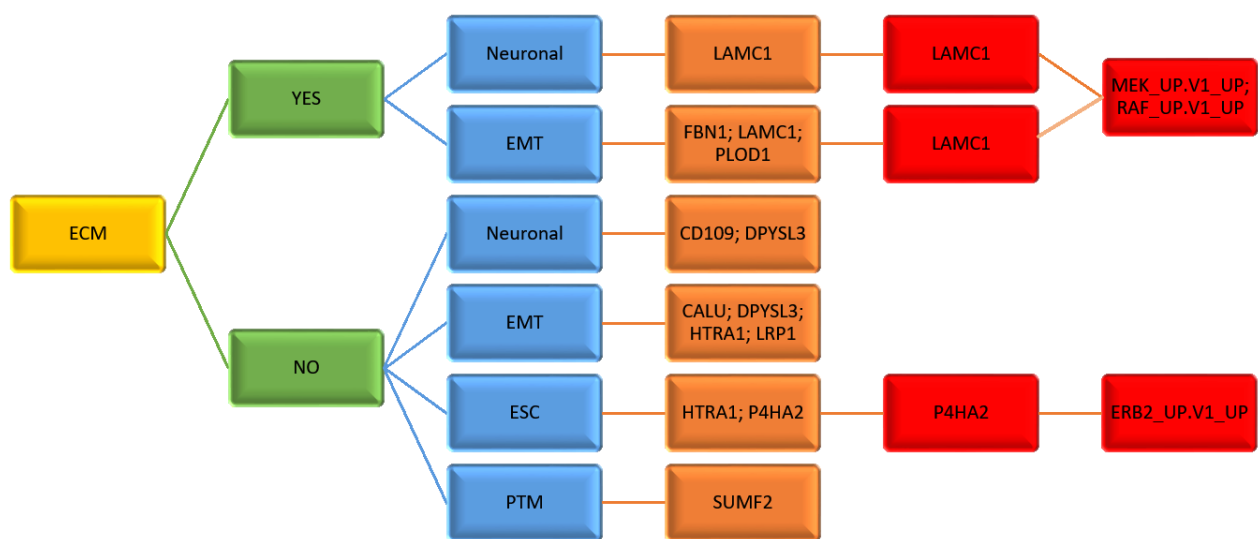 ECM
YES
NO
Neuronal
LAMC1
LAMC1
MEK_UP.V1_UP;
RAF_UP.V1_UP
EMT
FBN1; LAMC1;
PLOD1
LAMC1
Neuronal
CD109; DPYSL3
EMT
CALU; DPYSL3;
HTRA1; LRP1
ESC
HTRA1; P4HA2
P4HA2
ERB2_UP.V1_UP
PTM
SUMF2